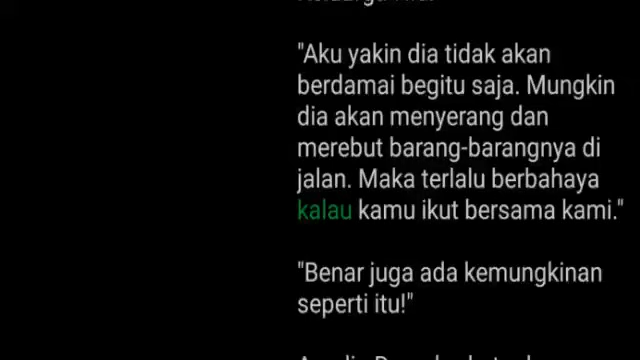 "Aku yakin dia tidak akan
berdamai begitu saja. Mungkin
dia akan menyerang dan
merebut barang-barangnya di
jalan. Maka terlalu berbahaya
kalau kamu ikut bersama kami."
"Benar juga ada kemungkinan
seperti itu!"